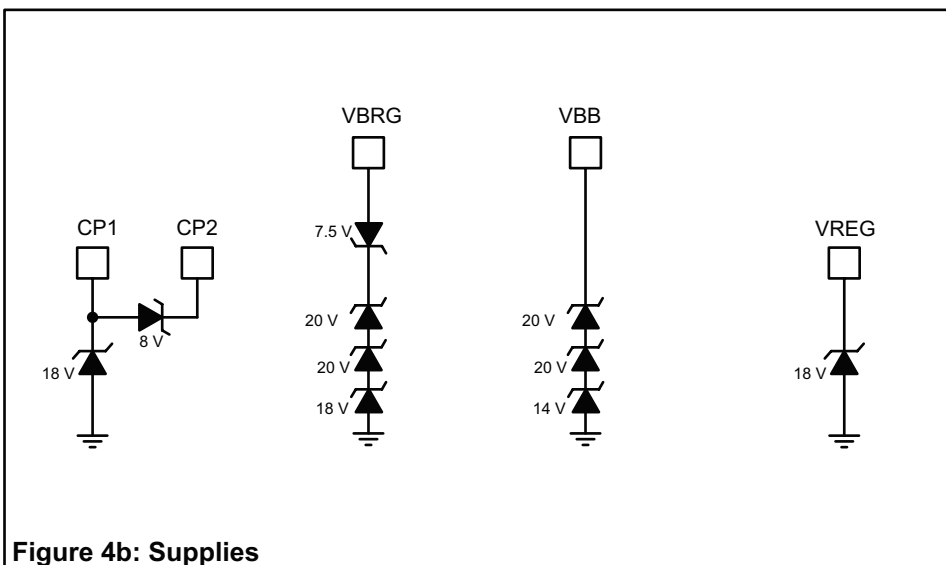 VBRG
VBB
CP1
CP2
VREG
7.5 V
8 V
18 V
20 V
20 V
18 V
20 V
20 V
14 V
18 V
Figure 4b: Supplies